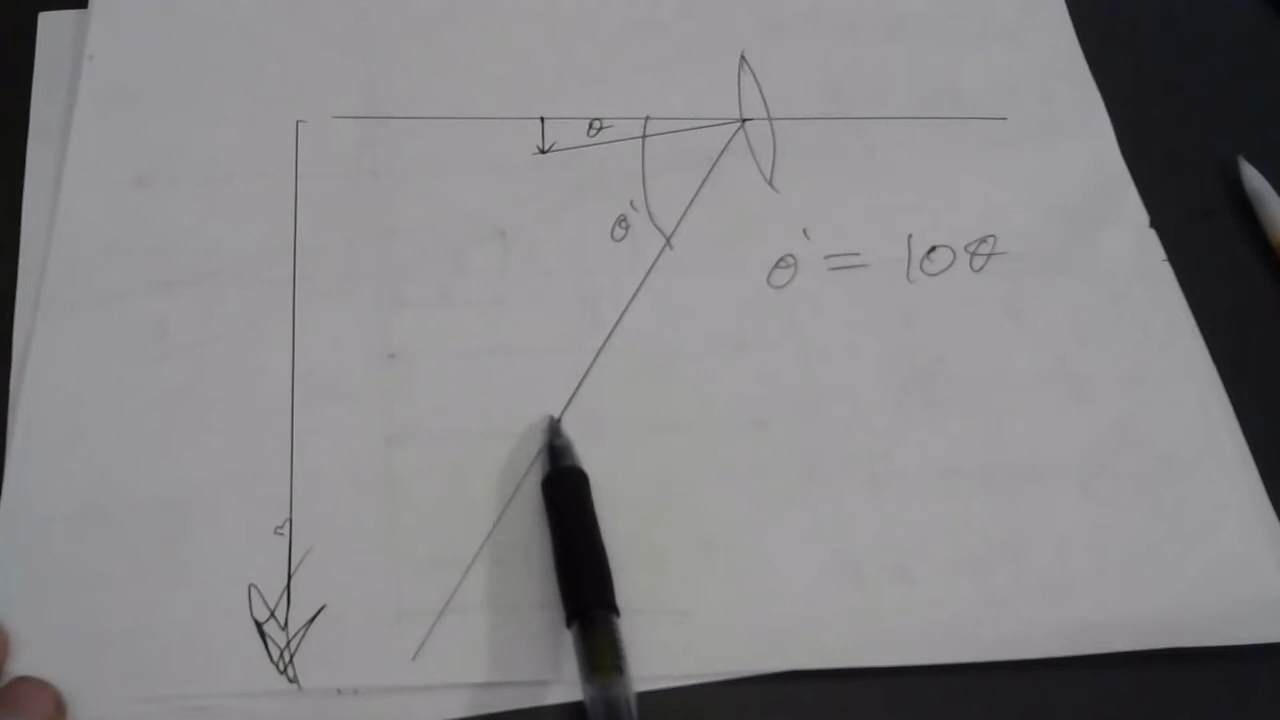 θ
θ'
θ' = 10θ